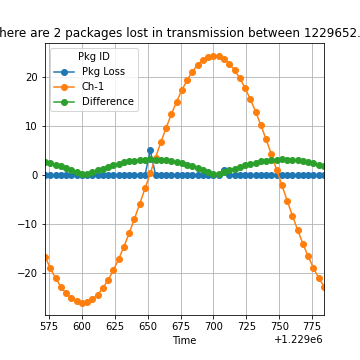 here are 2 packages lost in transmission between 1229652.
Pkg ID
Pkg Loss
Ch-1
Difference
20
10
0
−10
−20
575 600 625 650 675 700 725 750 775
Time
+1.229e6